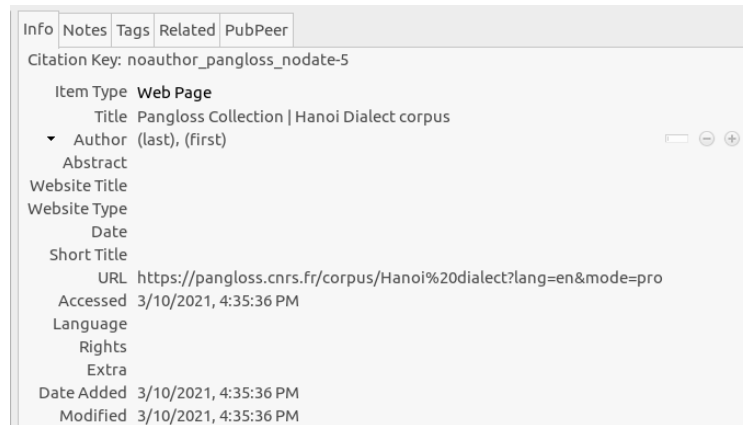 Info Notes Tags Related PubPeer
Citation Key: noauthor_pangloss_nodate-5
Item Type Web Page
Title Pangloss Collection | Hanoi Dialect corpus
Author (last), (first)
Abstract
Website Title
Website Type
Date
Short Title
URL https://pangloss.cnrs.fr/corpus/Hanoi%20dialect?lang=en&mode=pro
Accessed 3/10/2021, 4:35:36 PM
Language
Rights
Extra
Date Added 3/10/2021, 4:35:36 PM
Modified 3/10/2021, 4:35:36 PM